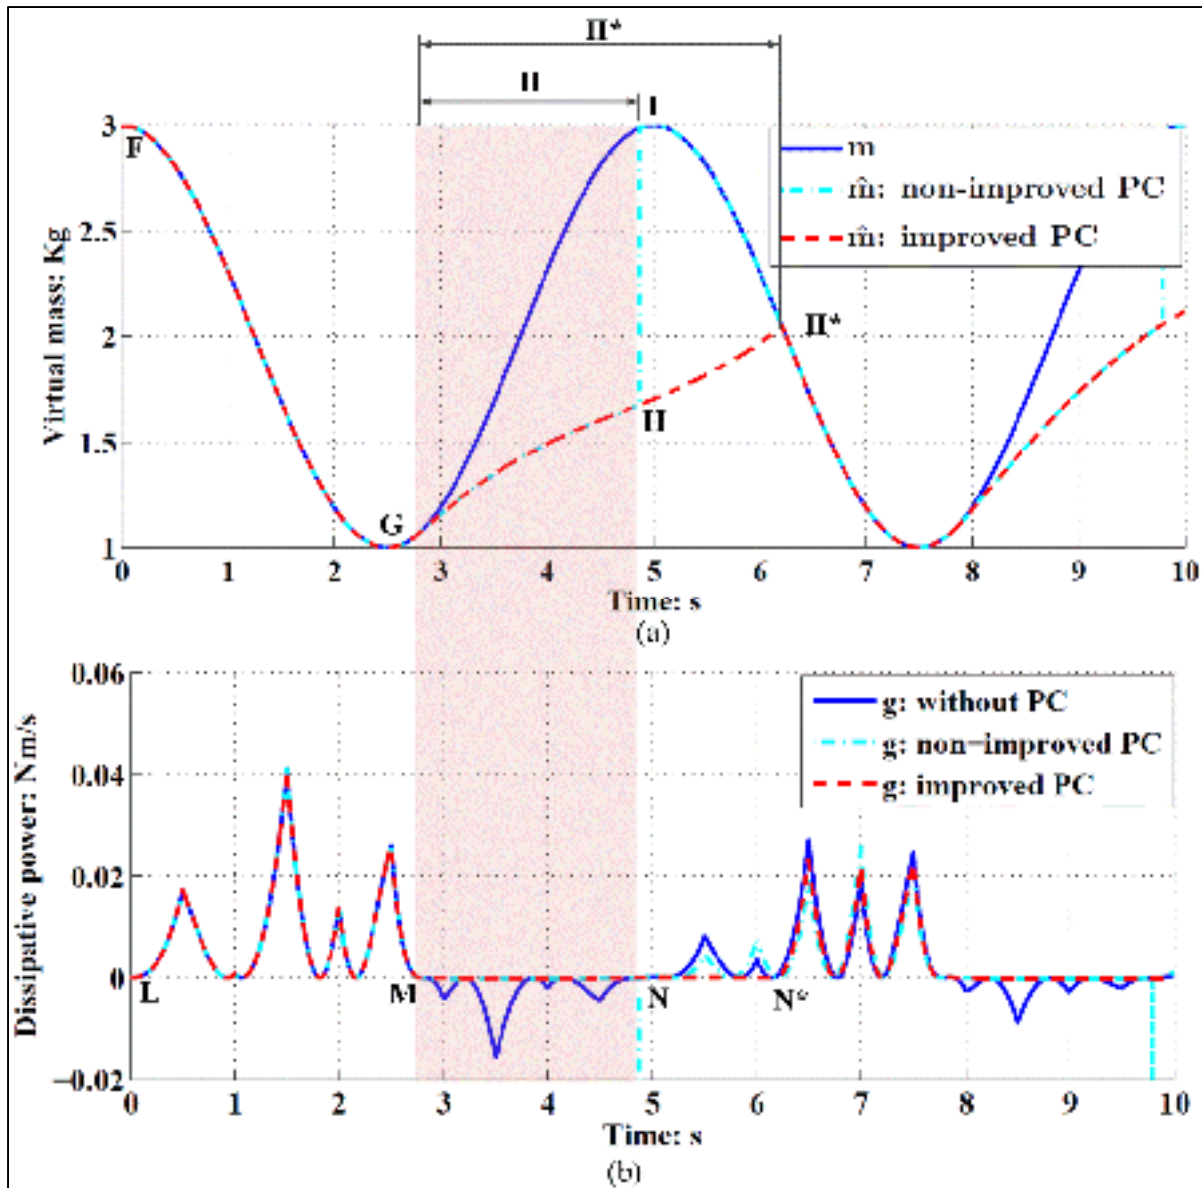 II*
II
I
3
F
m
m̂: non-improved PC
m̂: improved PC
2.5
Virtual mass: Kg
2
II*
II
1.5
G
1
0 1 2 3 4 5 6 7 8 9 10
Time: s
(a)
0.06
g: without PC
g: non-improved PC
g: improved PC
0.04
Dissipative power: Nm/s
0.02
0
L M N N*
−0.02
0 1 2 3 4 5 6 7 8 9 10
Time: s
(b)